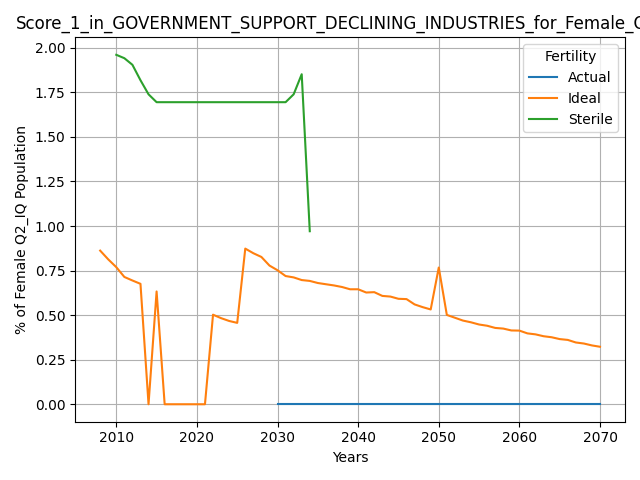 Score_1_in_GOVERNMENT_SUPPORT_DECLINING_INDUSTRIES_for_Female_
Fertility
Actual
Ideal
Sterile
% of Female Q2_IQ Population
2.00
1.75
1.50
1.25
1.00
0.75
0.50
0.25
0.00
2010 2020 2030 2040 2050 2060 2070
Years